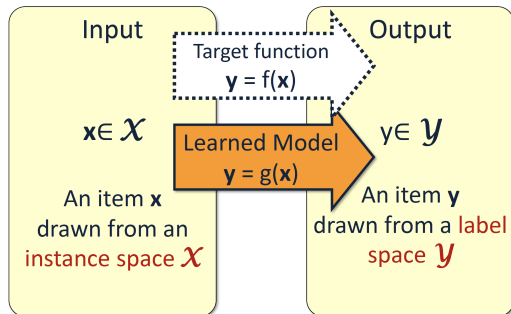 Input
x∈ 𝒳
An item x
drawn from an
instance space 𝒳
Target function
y = f(x)
Learned Model
y = g(x)
Output
y∈ 𝒴
An item y
drawn from a label
space 𝒴